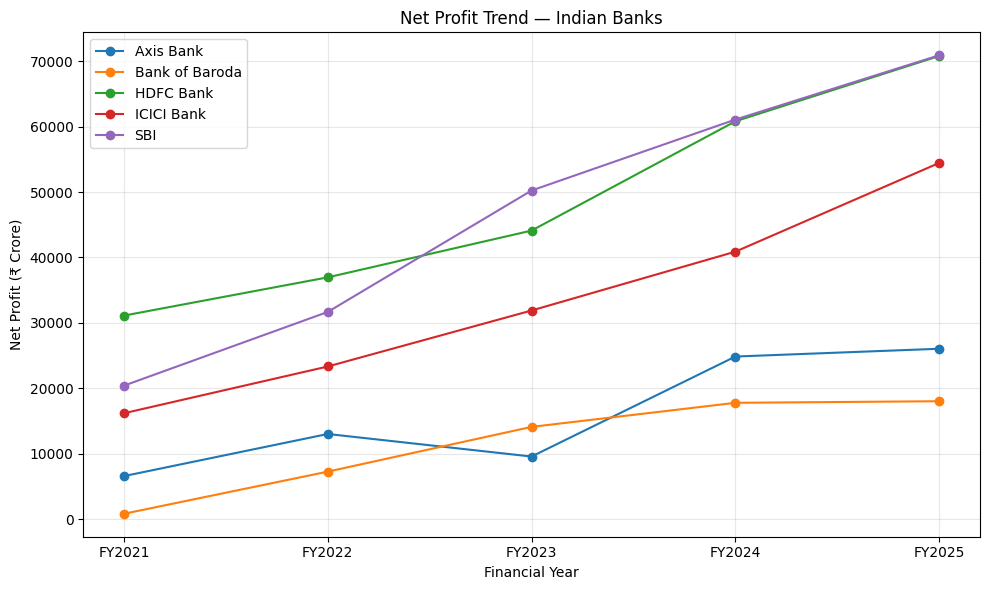 Net Profit Trend — Indian Banks
Axis Bank
Bank of Baroda
HDFC Bank
ICICI Bank
SBI
Net Profit (₹ Crore)
70000
60000
50000
40000
30000
20000
10000
0
FY2021 FY2022 FY2023 FY2024 FY2025
Financial Year